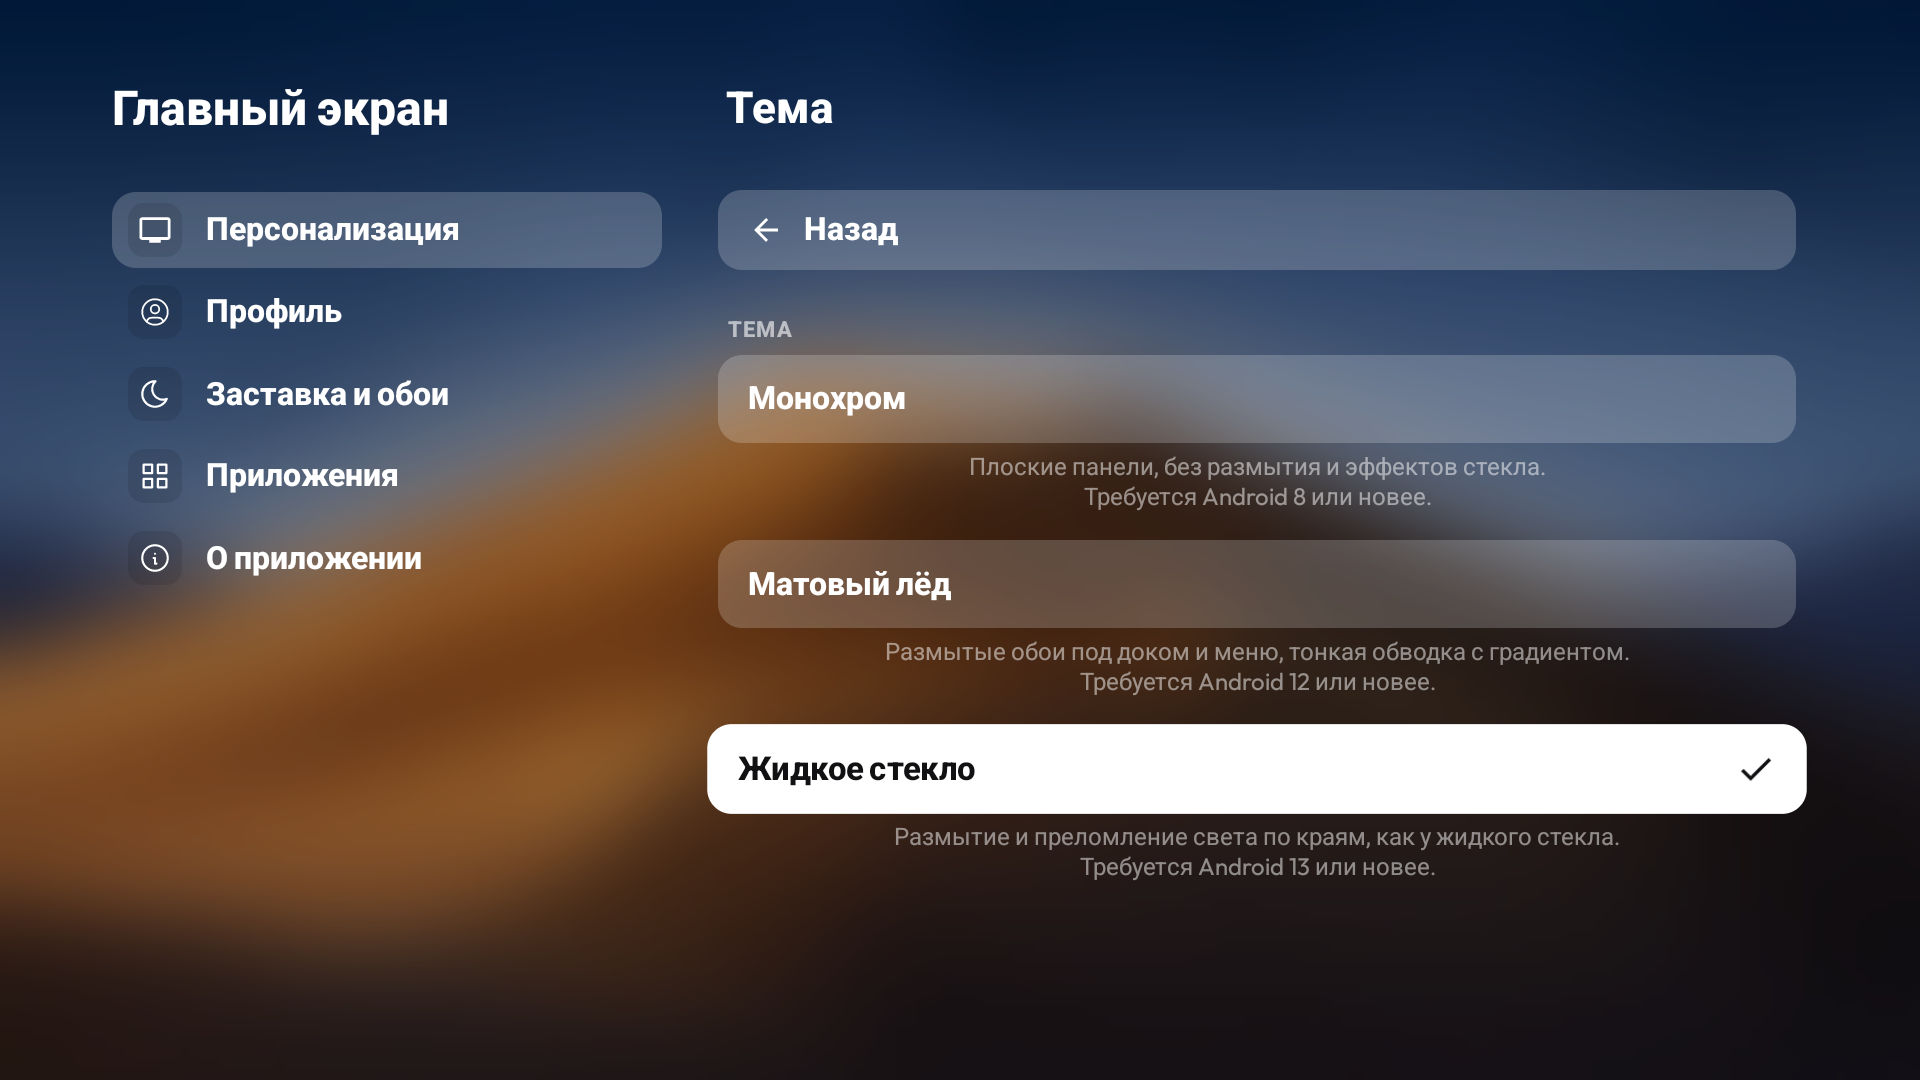 Главный экран
Персонализация
Профиль
Заставка и обои
Приложения
О приложении
Тема
Назад
ТЕМА
Монохром
Плоские панели, без размытия и эффектов стекла.
Требуется Android 8 или новее.
Матовый лёд
Размытые обои под доком и меню, тонкая обводка с градиентом.
Требуется Android 12 или новее.
Жидкое стекло
Размытие и преломление света по краям, как у жидкого стекла.
Требуется Android 13 или новее.